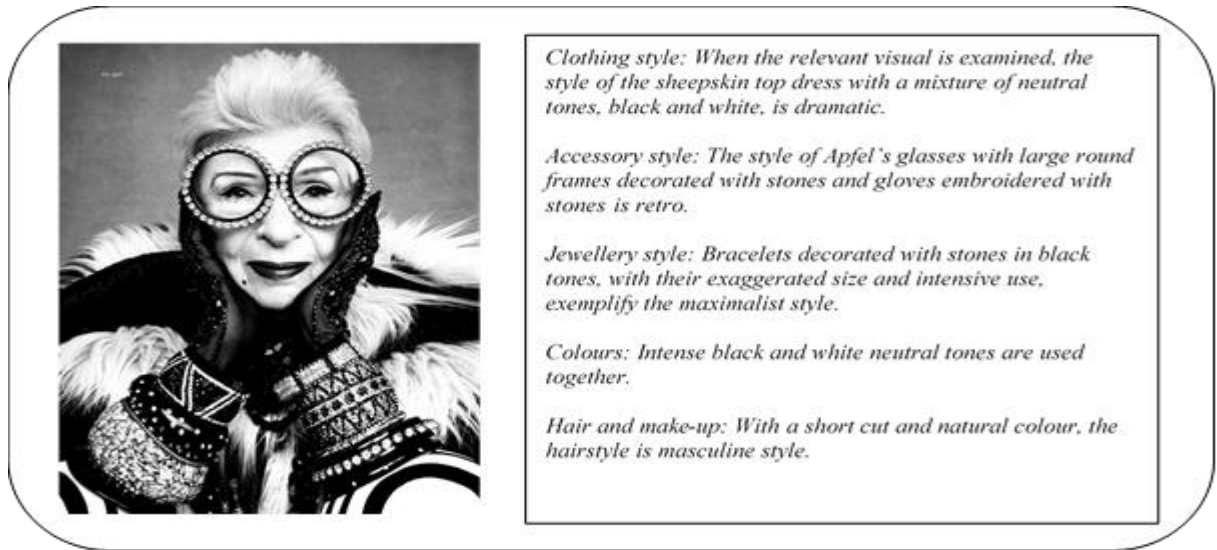 Clothing style: When the relevant visual is examined, the
style of the sheepskin top dress with a mixture of neutral
tones, black and white, is dramatic.
Accessory style: The style of Apfel`s glasses with large round
frames decorated with stones and gloves embroidered with
stones is retro.
Jewellery style: Bracelets decorated with stones in black
tones, with their exaggerated size and intensive use,
exemplify the maximalist style.
Colours: Intense black and white neutral tones are used
together.
Hair and make-up: With a short cut and natural colour, the
hairstyle is masculine style.